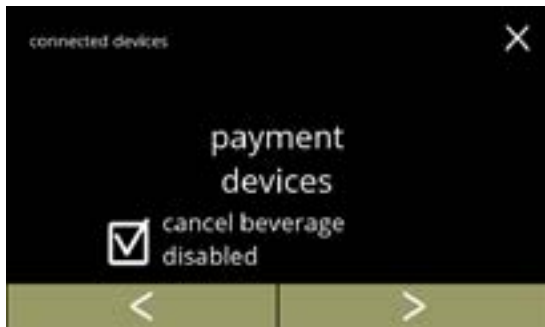 connected devices
payment
devices
cancel beverage
disabled